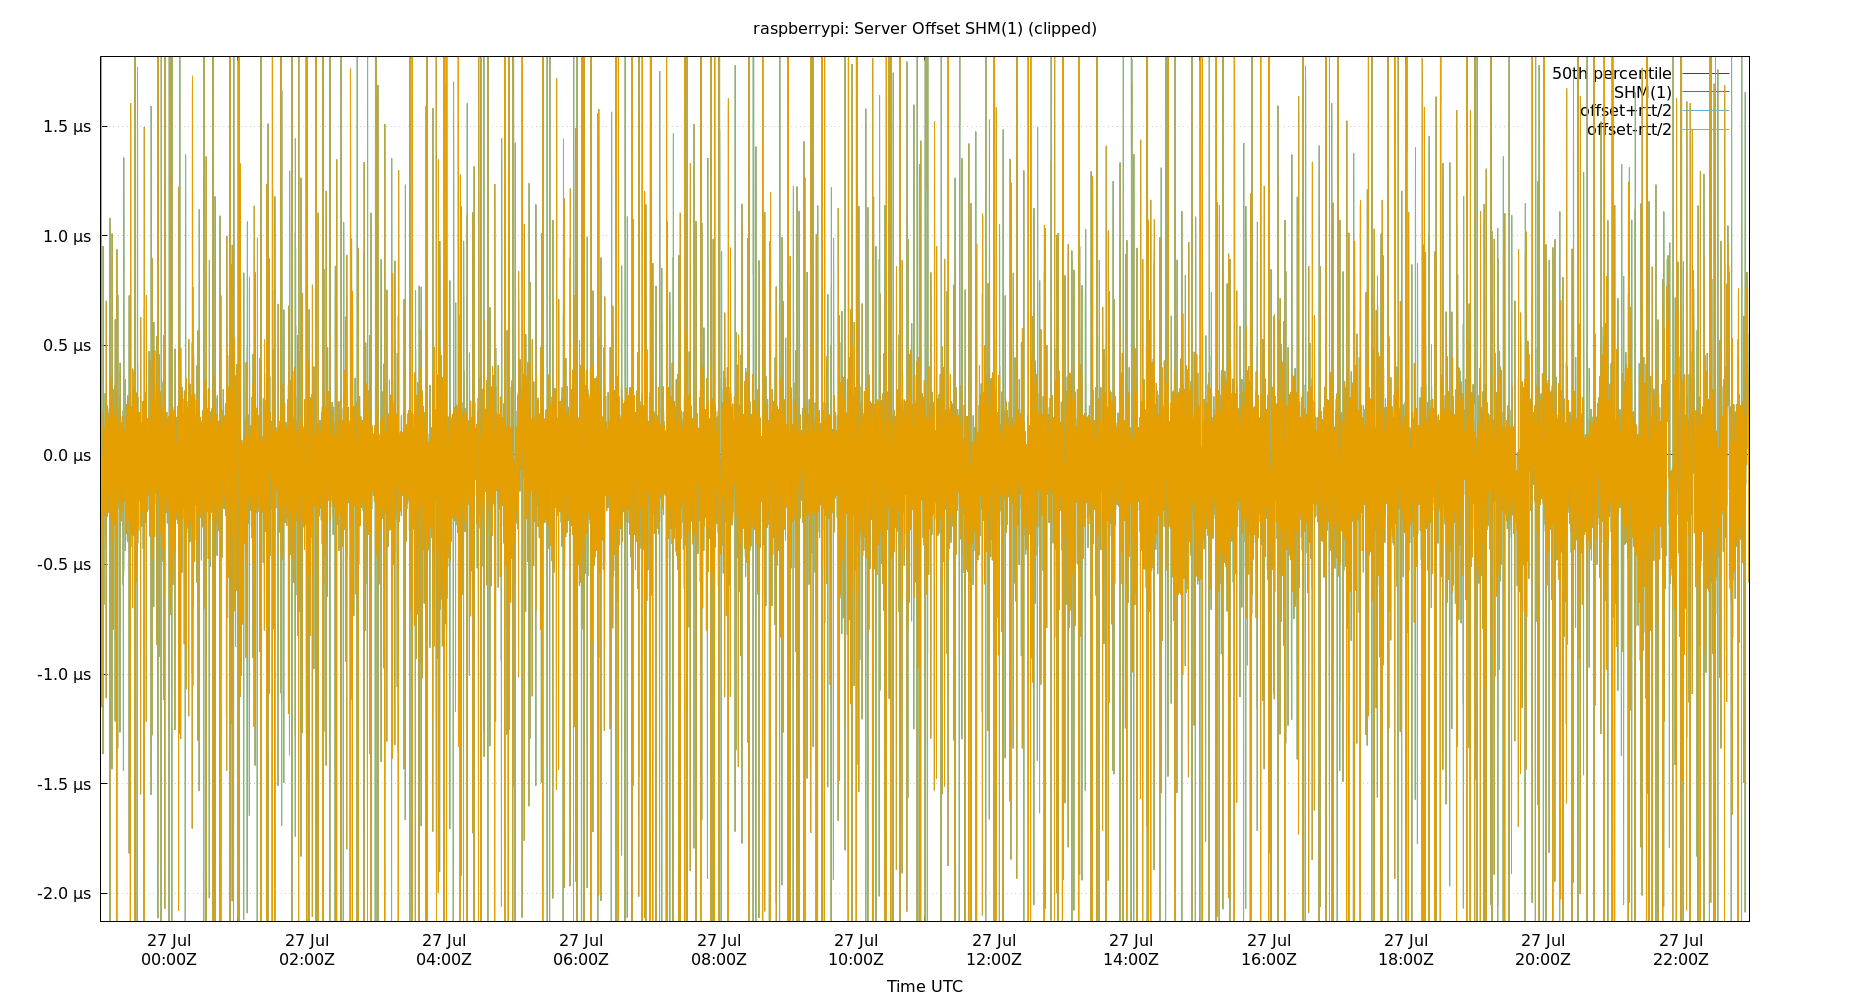 raspberrypi: Server Offset SHM(1) (clipped)
50th percentile
SHM(1)
offset+rtt/2
offset-rtt/2
1.5 µs
1.0 µs
0.5 µs
0.0 µs
-0.5 µs
-1.0 µs
-1.5 µs
-2.0 µs
27 Jul 27 Jul 27 Jul 27 Jul 27 Jul 27 Jul 27 Jul 27 Jul 27 Jul 27 Jul 27 Jul 27 Jul
00:00Z 02:00Z 04:00Z 06:00Z 08:00Z 10:00Z 12:00Z 14:00Z 16:00Z 18:00Z 20:00Z 22:00Z
Time UTC